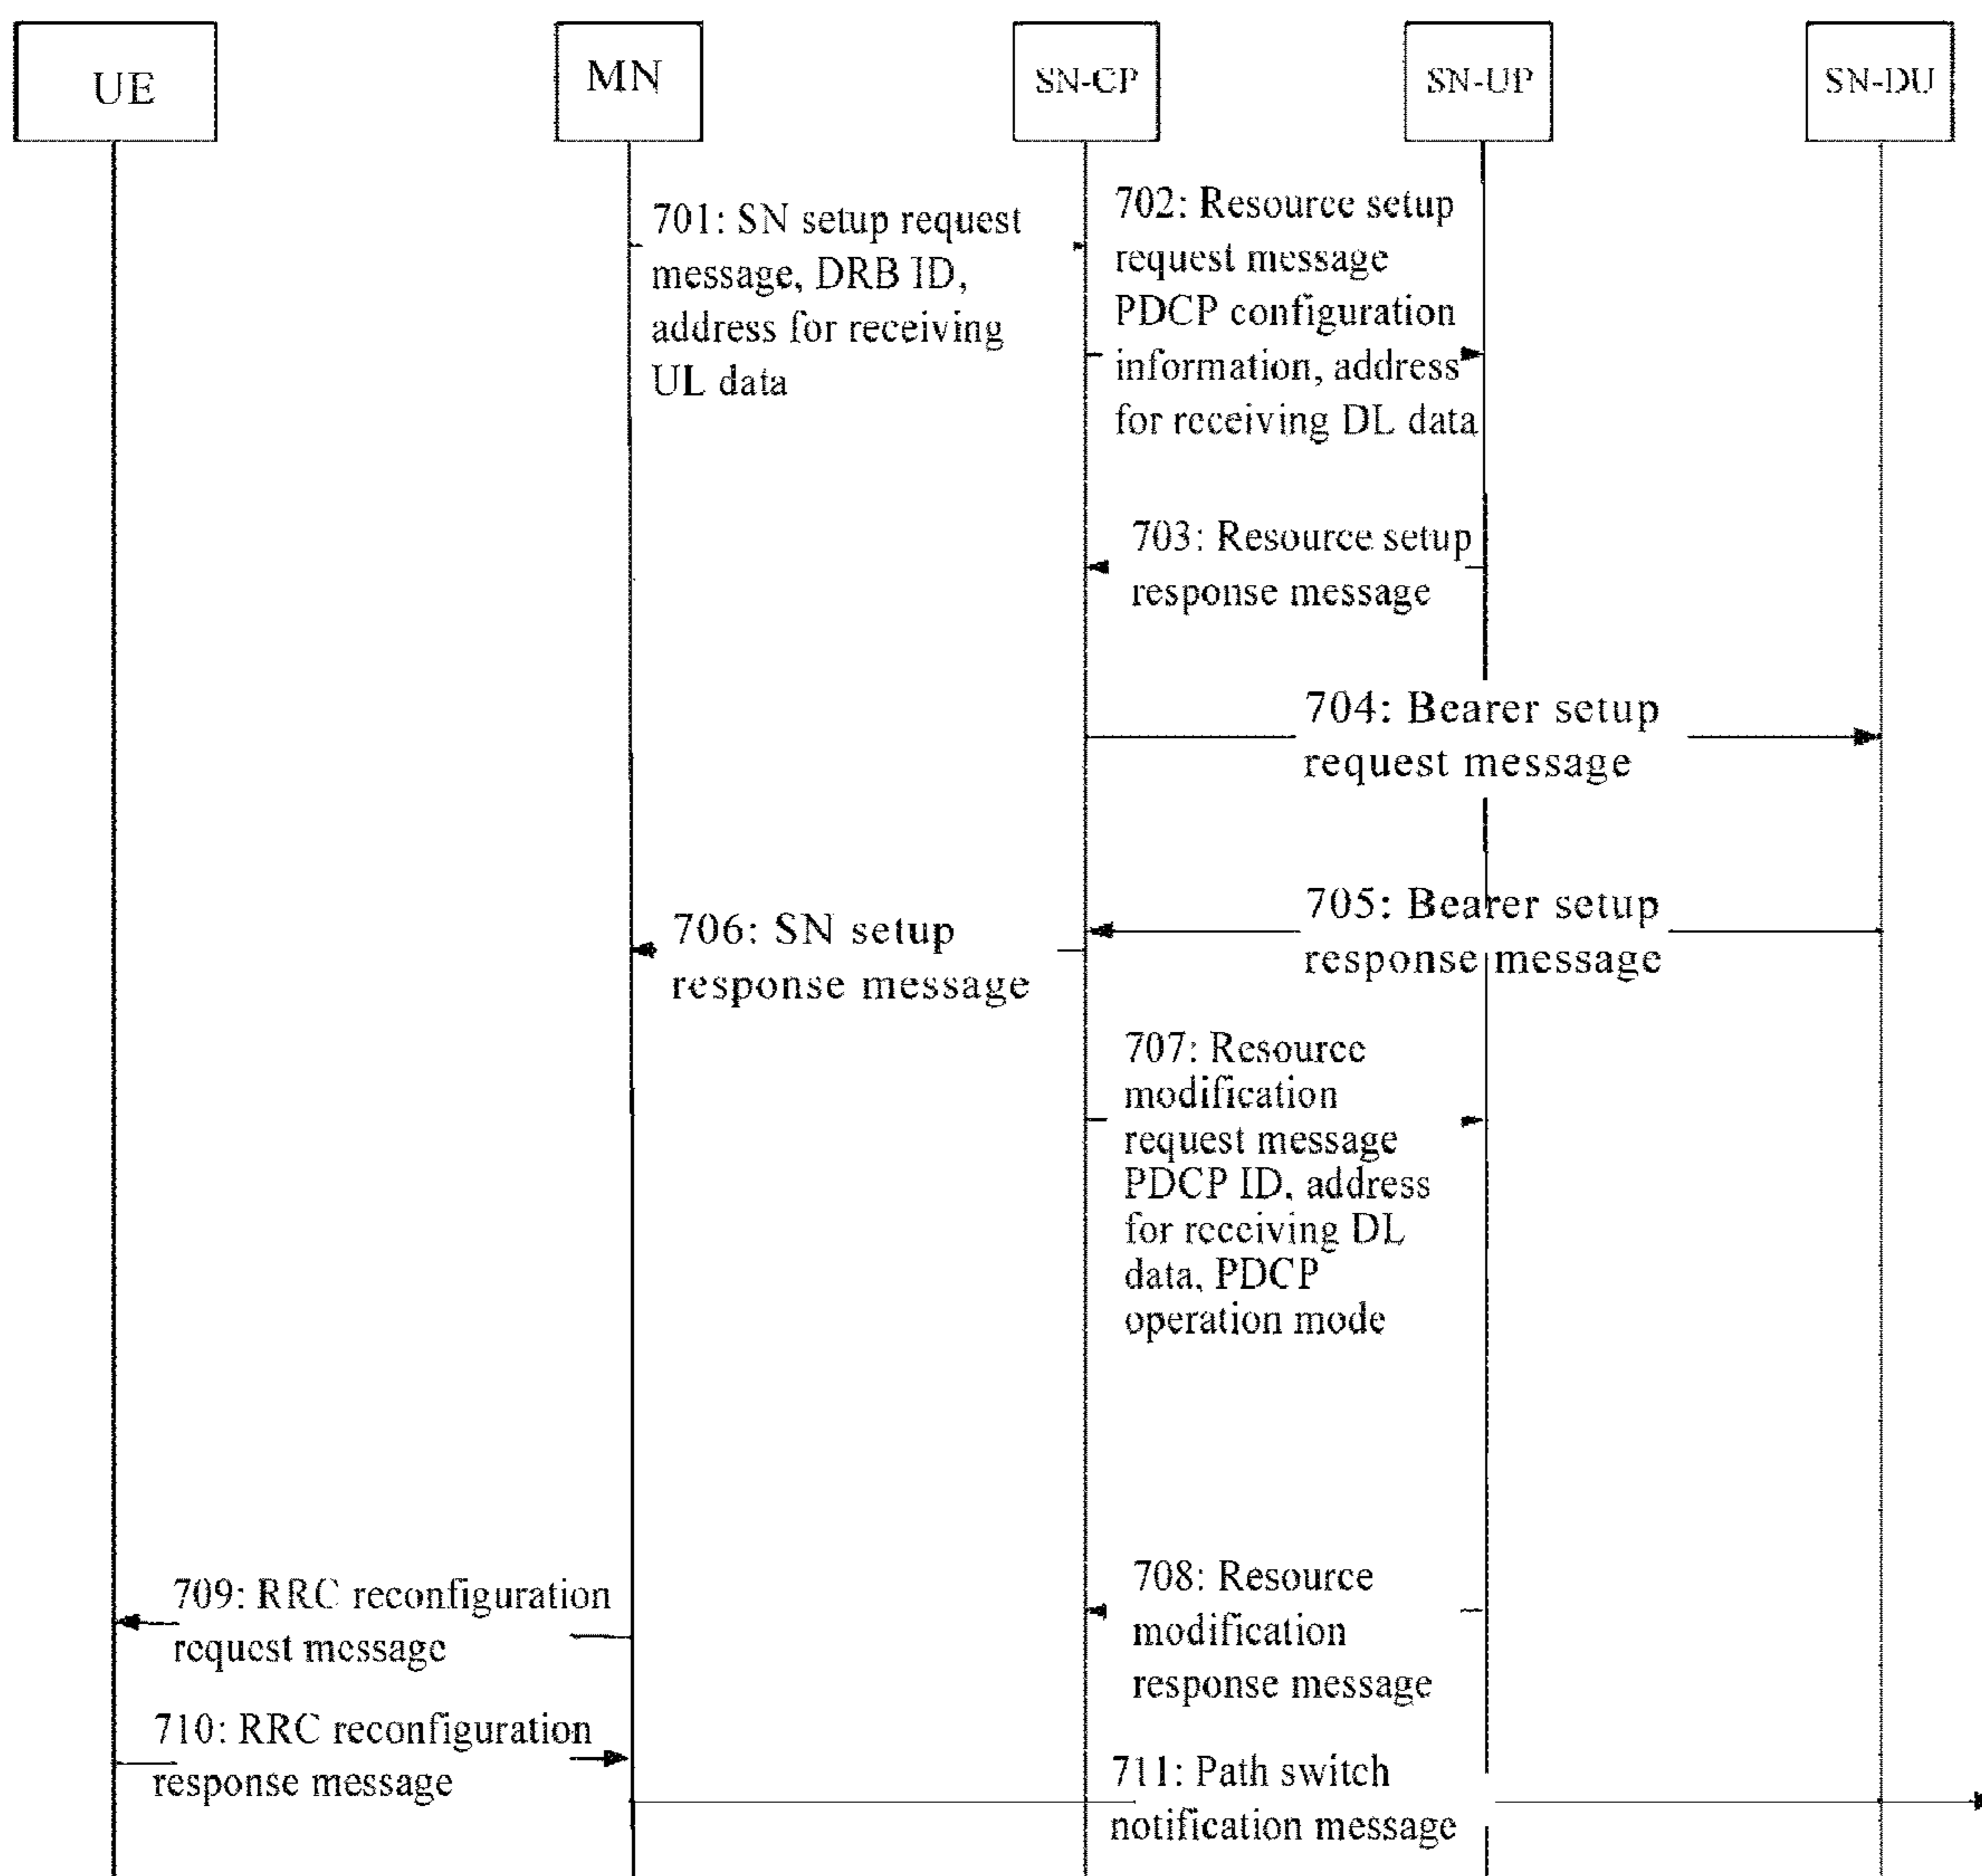 UE
MN
SN-CP
SN-UP
SN-DU
701: SN setup request
message, DRB ID,
address for receiving
UL data
702: Resource setup
request message
PDCP configuration
information, address
for receiving DL data
703: Resource setup
response message
704: Bearer setup
request message
705: Bearer setup
response message
706: SN setup
response message
707: Resource
modification
request message
PDCP ID, address
for receiving DL
data, PDCP
operation mode
708: Resource
modification
response message
709: RRC reconfiguration
request message
710: RRC reconfiguration
response message
711: Path switch
notification message